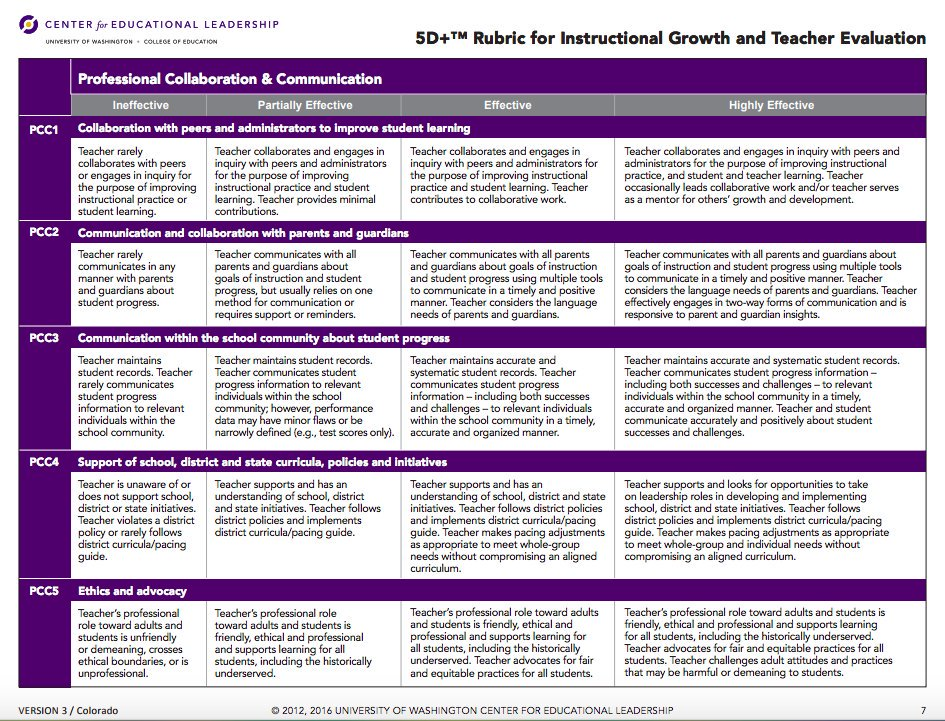 CENTER for EDUCATIONAL LEADERSHIP
UNIVERSITY OF WASHINGTON • COLLEGE OF EDUCATION
5D+™ Rubric for Instructional Growth and Teacher Evaluation
Professional Collaboration & Communication
Ineffective
Partially Effective
Effective
Highly Effective
PCC1
Collaboration with peers and administrators to improve student learning
Teacher rarely
collaborates with peers
or engages in inquiry for
the purpose of improving
instructional practice or
student learning.
Teacher collaborates and engages in
inquiry with peers and administrators
for the purpose of improving
instructional practice and student
learning. Teacher provides minimal
contributions.
Teacher collaborates and engages in
inquiry with peers and administrators for
the purpose of improving instructional
practice and student learning. Teacher
contributes to collaborative work.
Teacher collaborates and engages in inquiry with peers and
administrators for the purpose of improving instructional
practice, and student and teacher learning. Teacher
occasionally leads collaborative work and/or teacher serves
as a mentor for others' growth and development.
PCC2
Communication and collaboration with parents and guardians
Teacher rarely
communicates in any
manner with parents
and guardians about
student progress.
Teacher communicates with all
parents and guardians about
goals of instruction and student
progress, but usually relies on one
method for communication or
requires support or reminders.
Teacher communicates with all parents
and guardians about goals of instruction
and student progress using multiple tools
to communicate in a timely and positive
manner. Teacher considers the language
needs of parents and guardians.
Teacher communicates with all parents and guardians about
goals of instruction and student progress using multiple tools
to communicate in a timely and positive manner. Teacher
considers the language needs of parents and guardians. Teacher
effectively engages in two-way forms of communication and is
responsive to parent and guardian insights.
PCC3
Communication within the school community about student progress
Teacher maintains
student records. Teacher
rarely communicates
student progress
information to relevant
individuals within the
school community.
Teacher maintains student records.
Teacher communicates student
progress information to relevant
individuals within the school
community; however, performance
data may have minor flaws or be
narrowly defined (e.g., test scores only).
Teacher maintains accurate and
systematic student records. Teacher
communicates student progress
information – including both successes
and challenges – to relevant individuals
within the school community in a timely,
accurate and organized manner.
Teacher maintains accurate and systematic student records.
Teacher communicates student progress information –
including both successes and challenges – to relevant
individuals within the school community in a timely,
accurate and organized manner. Teacher and student
communicate accurately and positively about student
successes and challenges.
PCC4
Support of school, district and state curricula, policies and initiatives
Teacher is unaware of or
does not support school,
district or state initiatives.
Teacher violates a district
policy or rarely follows
district curricula/pacing
guide.
Teacher supports and has an
understanding of school, district
and state initiatives. Teacher follows
district policies and implements
district curricula/pacing guide.
Teacher supports and has an
understanding of school, district and state
initiatives. Teacher follows district policies
and implements district curricula/pacing
guide. Teacher makes pacing adjustments
as appropriate to meet whole-group
needs without compromising an aligned
curriculum.
Teacher supports and looks for opportunities to take
on leadership roles in developing and implementing
school, district and state initiatives. Teacher follows
district policies and implements district curricula/pacing
guide. Teacher makes pacing adjustments as appropriate
to meet whole-group and individual needs without
compromising an aligned curriculum.
PCC5
Ethics and advocacy
Teacher's professional
role toward adults and
students is unfriendly
or demeaning, crosses
ethical boundaries, or is
unprofessional.
Teacher's professional role
toward adults and students is
friendly, ethical and professional
and supports learning for all
students, including the historically
underserved.
Teacher's professional role toward adults
and students is friendly, ethical and
professional and supports learning for
all students, including the historically
underserved. Teacher advocates for fair
and equitable practices for all students.
Teacher's professional role toward adults and students is
friendly, ethical and professional and supports learning
for all students, including the historically underserved.
Teacher advocates for fair and equitable practices for all
students. Teacher challenges adult attitudes and practices
that may be harmful or demeaning to students.
VERSION 3 / Colorado
© 2012, 2016 UNIVERSITY OF WASHINGTON CENTER FOR EDUCATIONAL LEADERSHIP
7